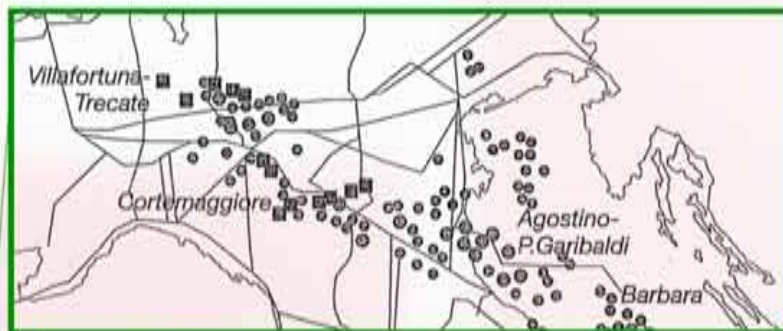 Villafortuna-
Trecate
Cortemaggiore
Agostino-
P.Garibaldi
Barbara